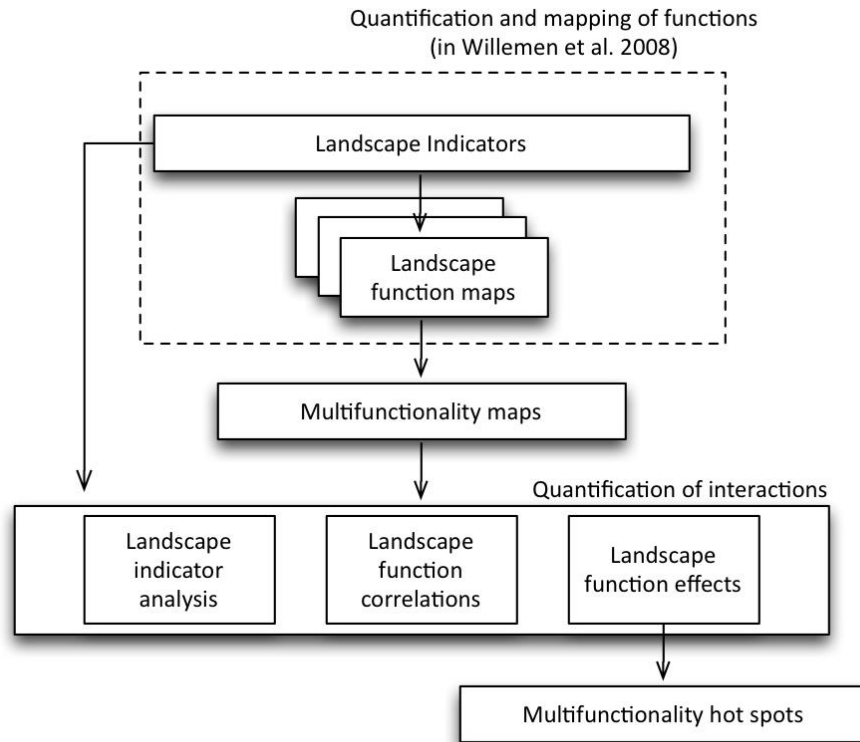 Quantification and mapping of functions
(in Willemen et al. 2008)
Landscape Indicators
Landscape
function maps
Multifunctionality maps
Quantification of interactions
Landscape
indicator
analysis
Landscape
function
correlations
Landscape
function effects
Multifunctionality hot spots